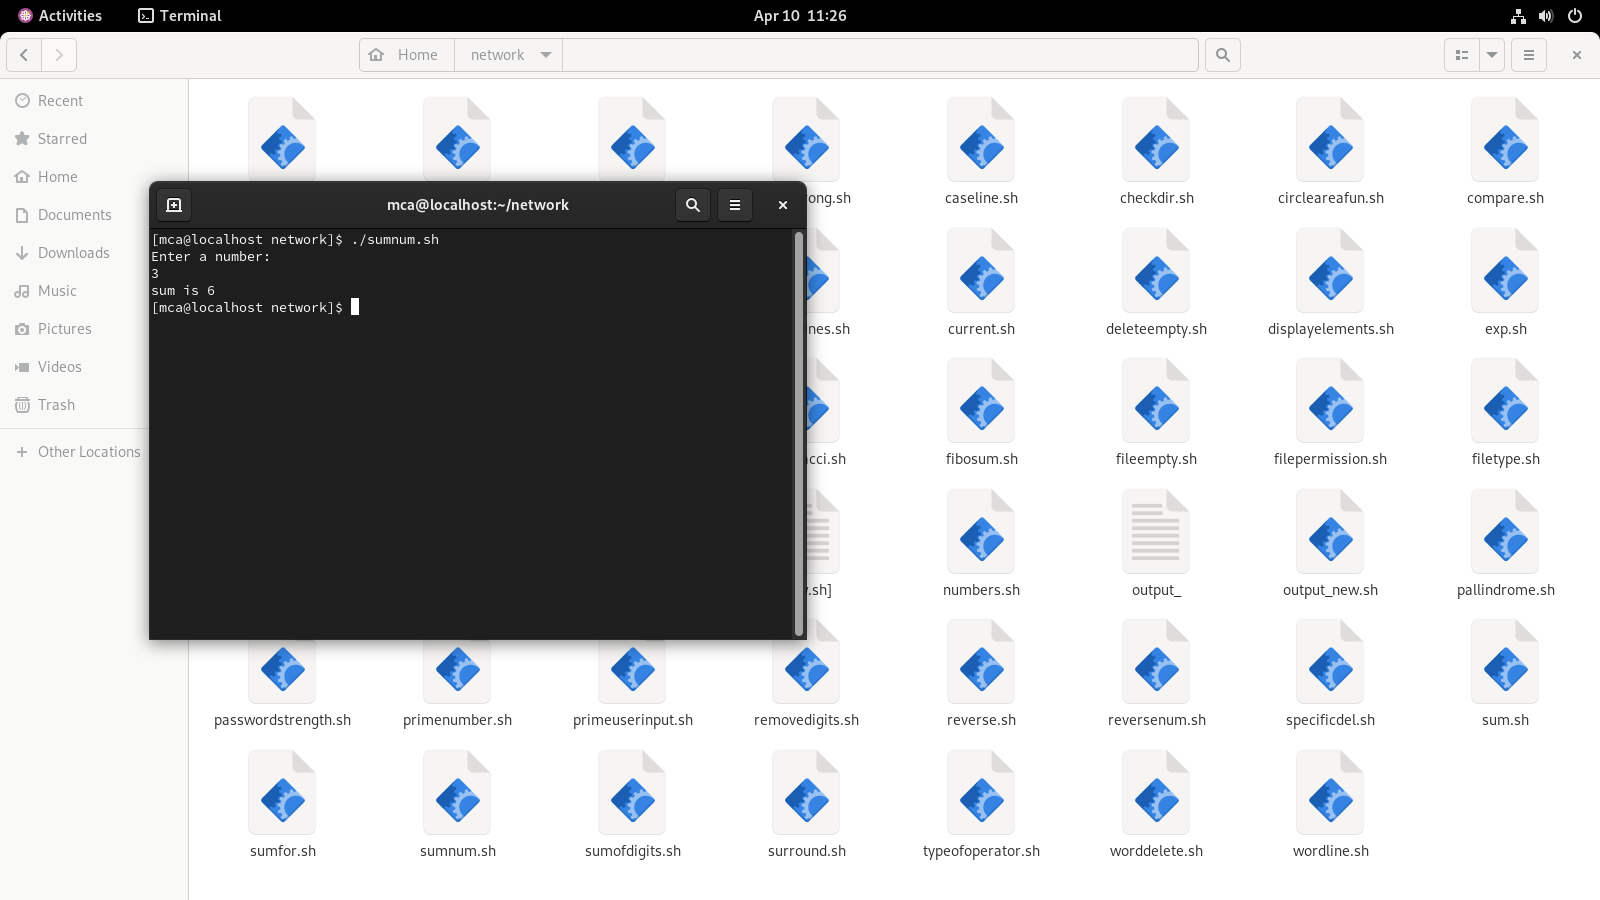 Activities
Terminal
Apr 10 11:26
Home
network
Recent
Starred
Home
Documents
Downloads
Music
Pictures
Videos
Trash
Other Locations
mca@localhost:~/network
[mca@localhost network]$ ./sumnum.sh
Enter a number:
3
sum is 6
[mca@localhost network]$
ong.sh
caseline.sh
checkdir.sh
circleareafun.sh
compare.sh
nes.sh
current.sh
deleteempty.sh
displayelements.sh
exp.sh
cci.sh
fibosum.sh
fileempty.sh
filepermission.sh
filetype.sh
.sh]
numbers.sh
output_
output_new.sh
pallindrome.sh
passwordstrength.sh
primenumber.sh
primeuserinput.sh
removedigits.sh
reverse.sh
reversenum.sh
specificdel.sh
sum.sh
sumfor.sh
sumnum.sh
sumofdigits.sh
surround.sh
typeofoperator.sh
worddelete.sh
wordline.sh